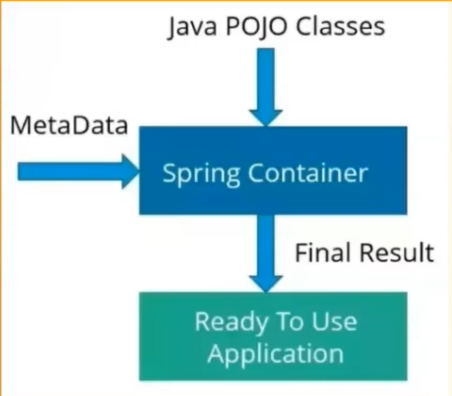 Java POJO Classes
MetaData
Spring Container
Final Result
Ready To Use
Application